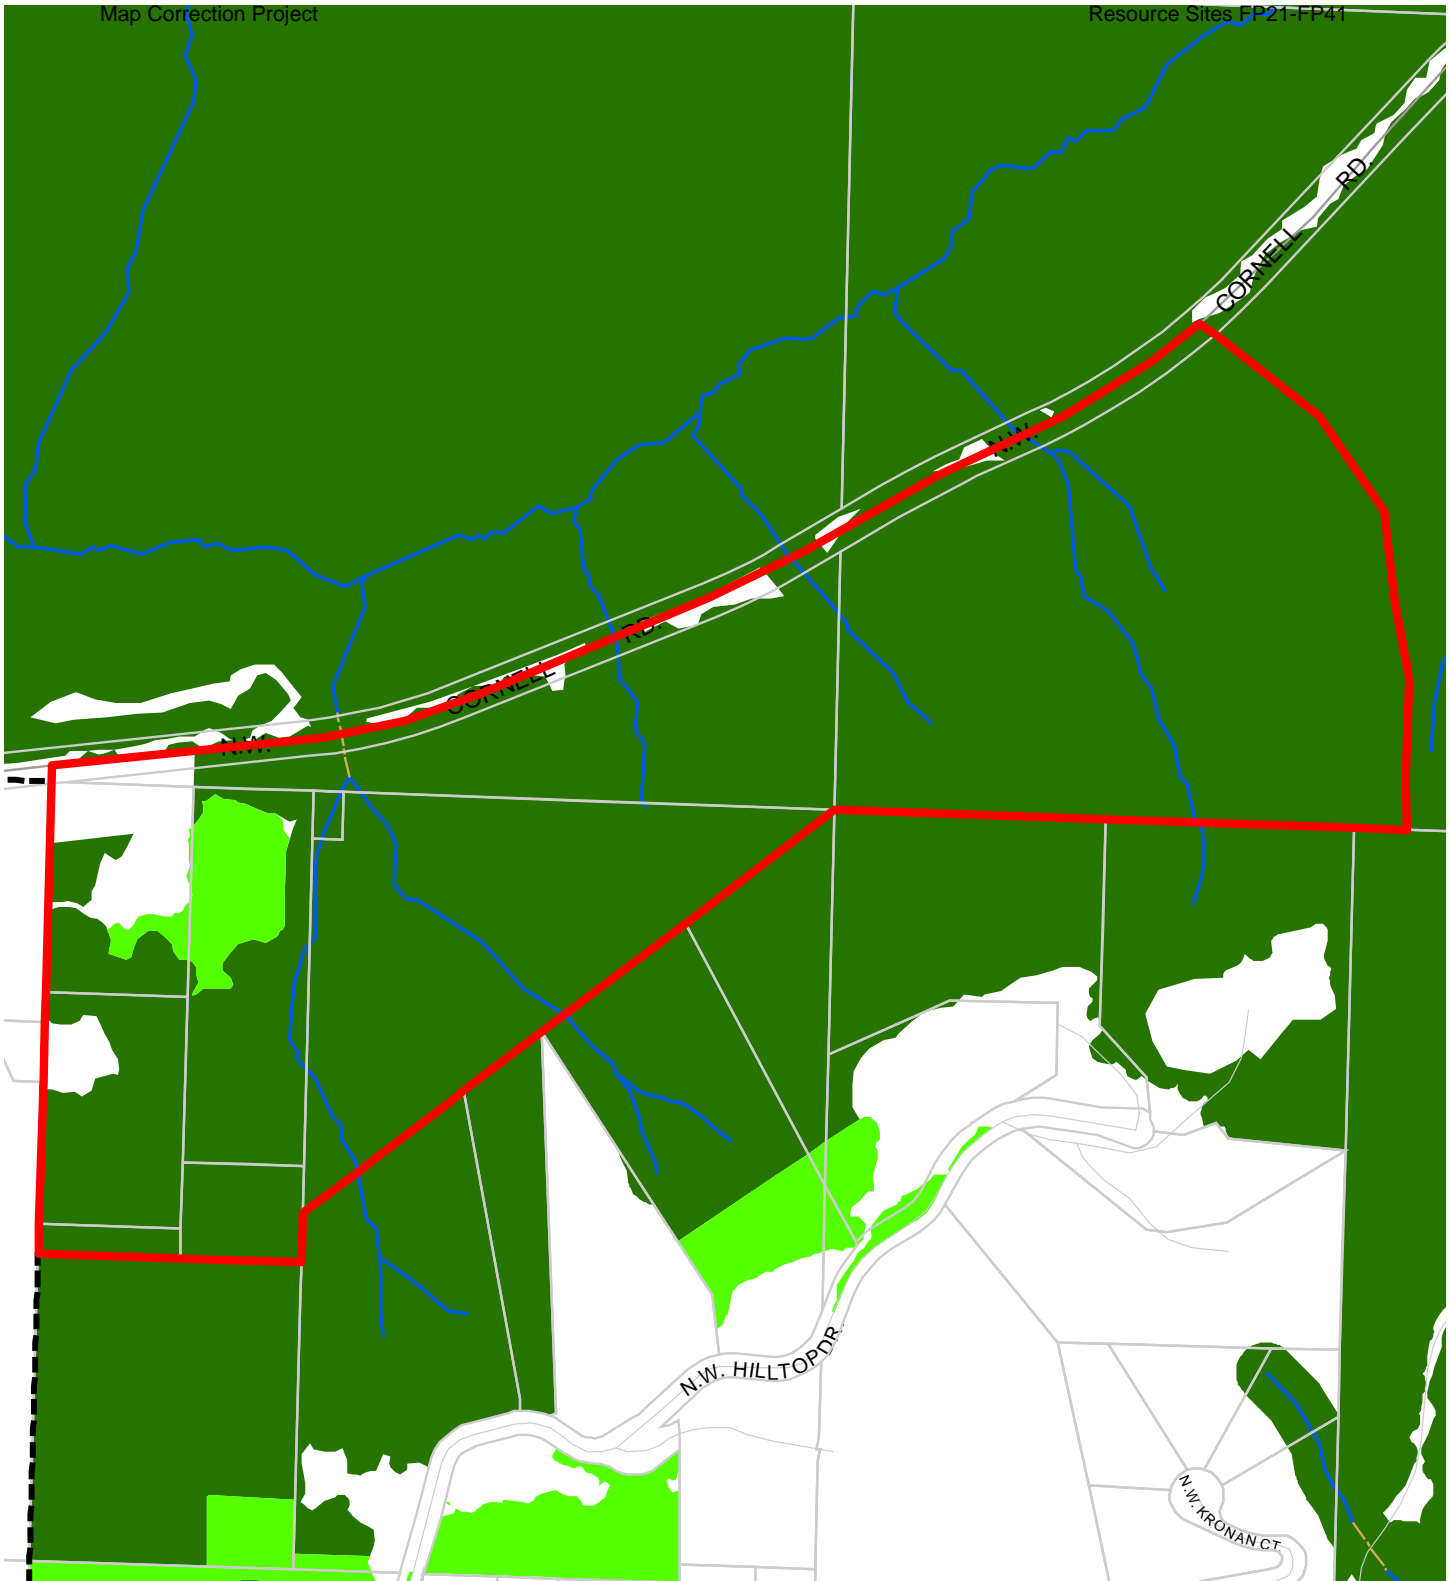 Map Correction Project
Resource Sites FP21-FP41
RD.
CORNELL
N.W.
RD.
CORNELL
N.W.
N.W. HILLTOP DR.
N.W. KRONAN CT